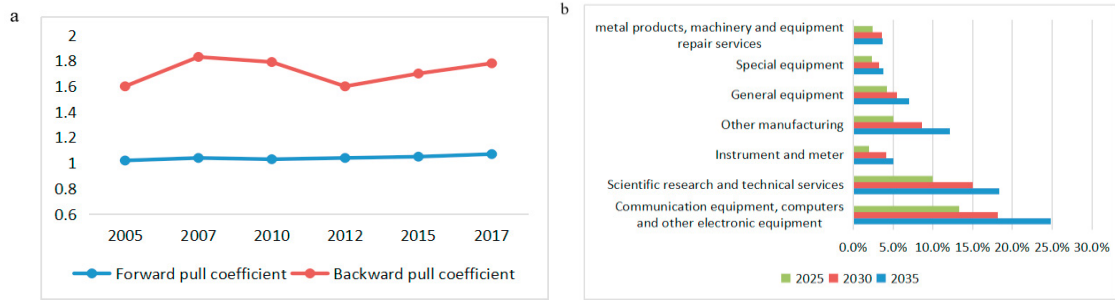 a
2
1.8
1.6
1.4
1.2
1
0.8
0.6
2005 2007 2010 2012 2015 2017
Forward pull coefficient Backward pull coefficient
b
metal products, machinery and equipment
repair services
Special equipment
General equipment
Other manufacturing
Instrument and meter
Scientific research and technical services
Communication equipment, computers
and other electronic equipment
0.0% 5.0% 10.0% 15.0% 20.0% 25.0% 30.0%
2025 2030 2035